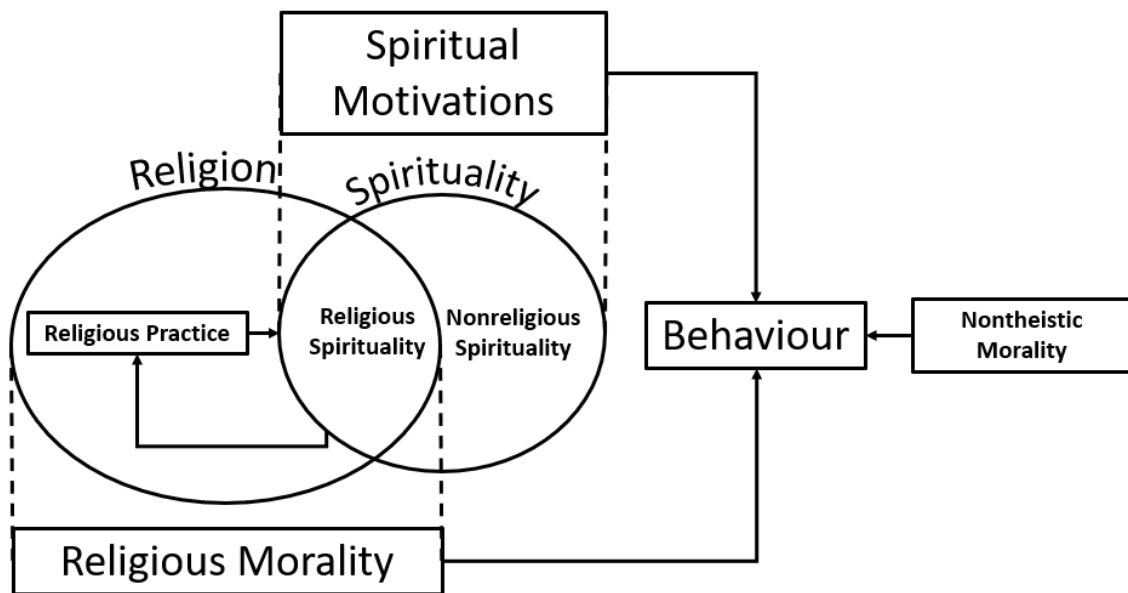 Spiritual
Motivations
Religion
Spirituality
Religious Practice
Religious
Spirituality
Nonreligious
Spirituality
Behaviour
Nontheistic
Morality
Religious Morality